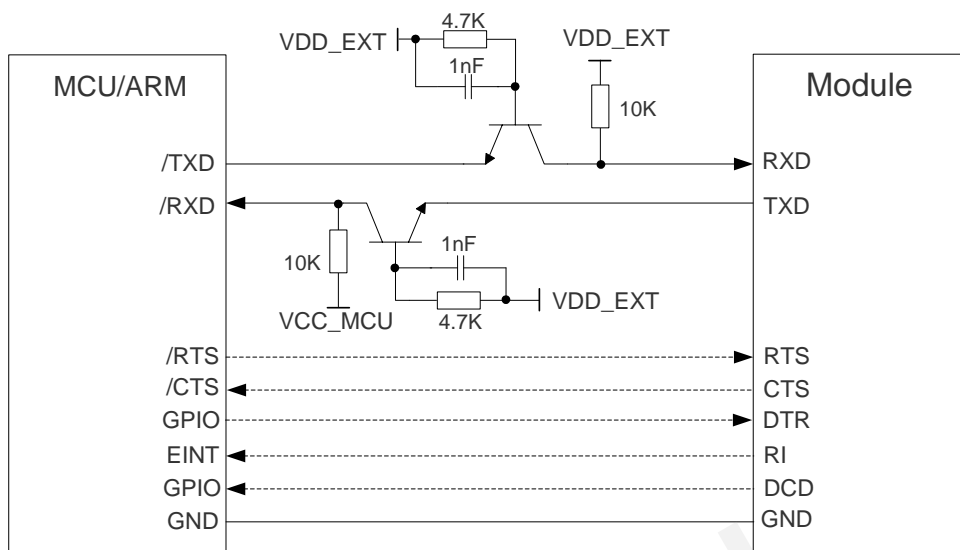 4.7K
VDD_EXT
VDD_EXT
1nF
MCU/ARM
Module
10K
/TXD
RXD
/RXD
TXD
1nF
10K
VDD_EXT
VCC_MCU
4.7K
/RTS
RTS
/CTS
CTS
GPIO
DTR
EINT
RI
GPIO
DCD
GND
GND